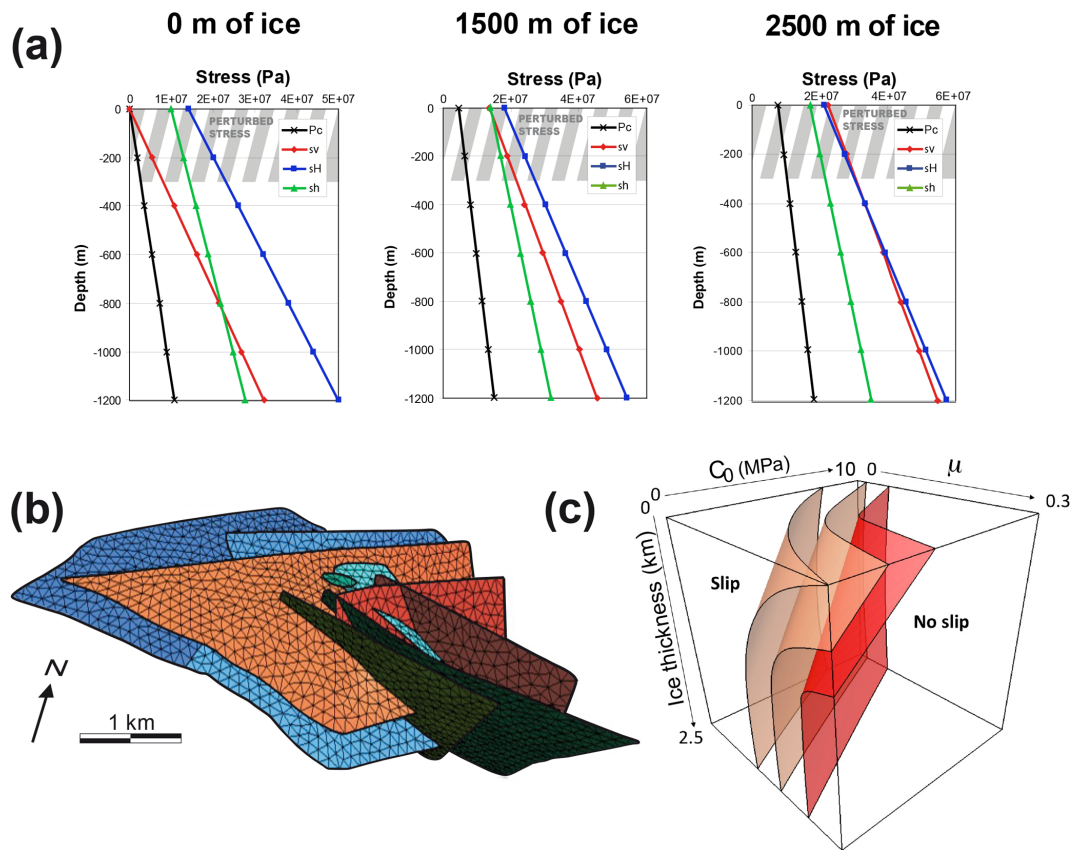 (a)
0 m of ice
1500 m of ice
2500 m of ice
Stress (Pa)
0 1E+07 2E+07 3E+07 4E+07 5E+07
PERTURBED
STRESS
Pc
sv
sH
sh
Depth (m)
0
-200
-400
-600
-800
-1000
-1200
Stress (Pa)
0 2E+07 4E+07 6E+07
PERTURBED
STRESS
Pc
sv
sH
sh
Depth (m)
0
-200
-400
-600
-800
-1000
-1200
Stress (Pa)
0 2E+07 4E+07 6E+07
PERTURBED
STRESS
Pc
sv
sH
sh
Depth (m)
0
-200
-400
-600
-800
-1000
-1200
(b)
N
1 km
(c)
C0 (MPa)
0 10
μ
0 0.3
Ice thickness (km)
0
2.5
Slip
No slip